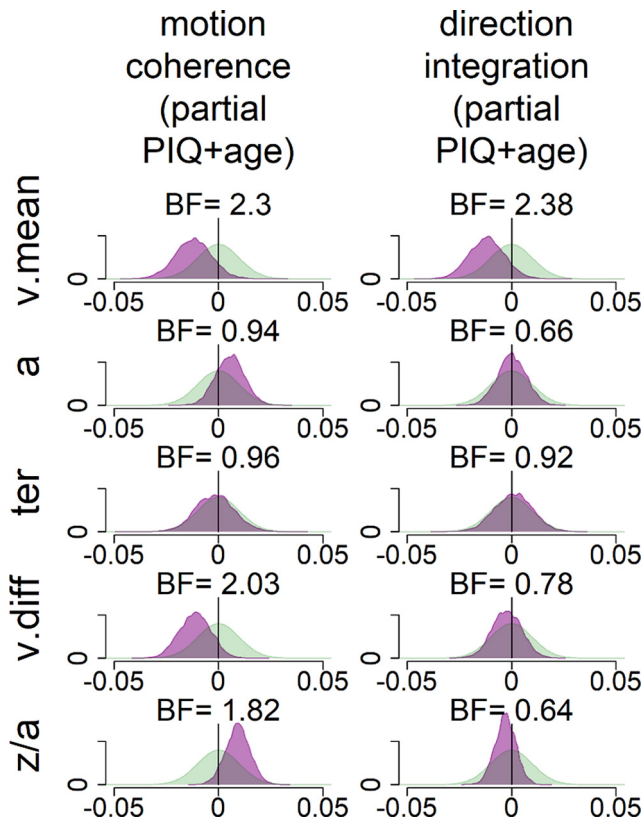 motion
coherence
(partial
PIQ+age)
direction
integration
(partial
PIQ+age)
v.mean
BF= 2.3
0
-0.05 0 0.05
BF= 2.38
0
-0.05 0 0.05
a
BF= 0.94
0
-0.05 0 0.05
BF= 0.66
0
-0.05 0 0.05
ter
BF= 0.96
0
-0.05 0 0.05
BF= 0.92
0
-0.05 0 0.05
v.diff
BF= 2.03
0
-0.05 0 0.05
BF= 0.78
0
-0.05 0 0.05
z/a
BF= 1.82
0
-0.05 0 0.05
BF= 0.64
0
-0.05 0 0.05